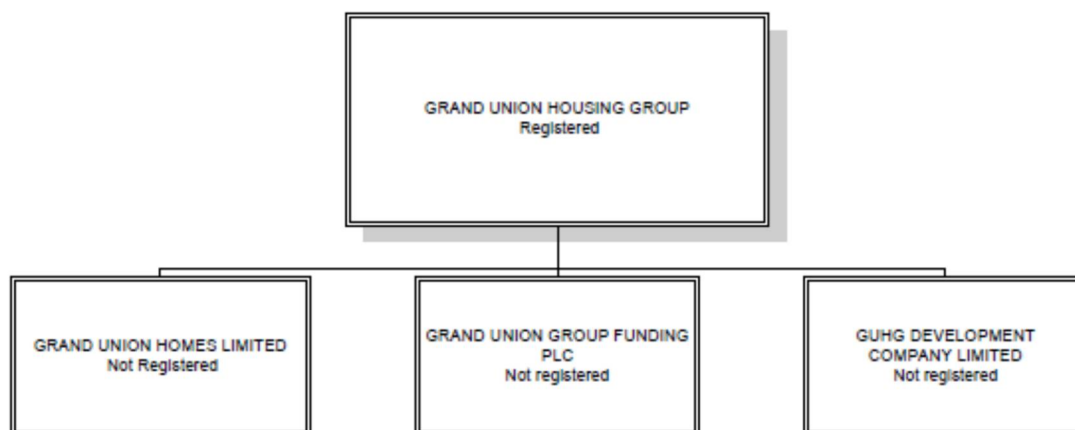 GRAND UNION HOUSING GROUP
Registered
GRAND UNION HOMES LIMITED
Not Registered
GRAND UNION GROUP FUNDING
PLC
Not registered
GUHG DEVELOPMENT
COMPANY LIMITED
Not registered